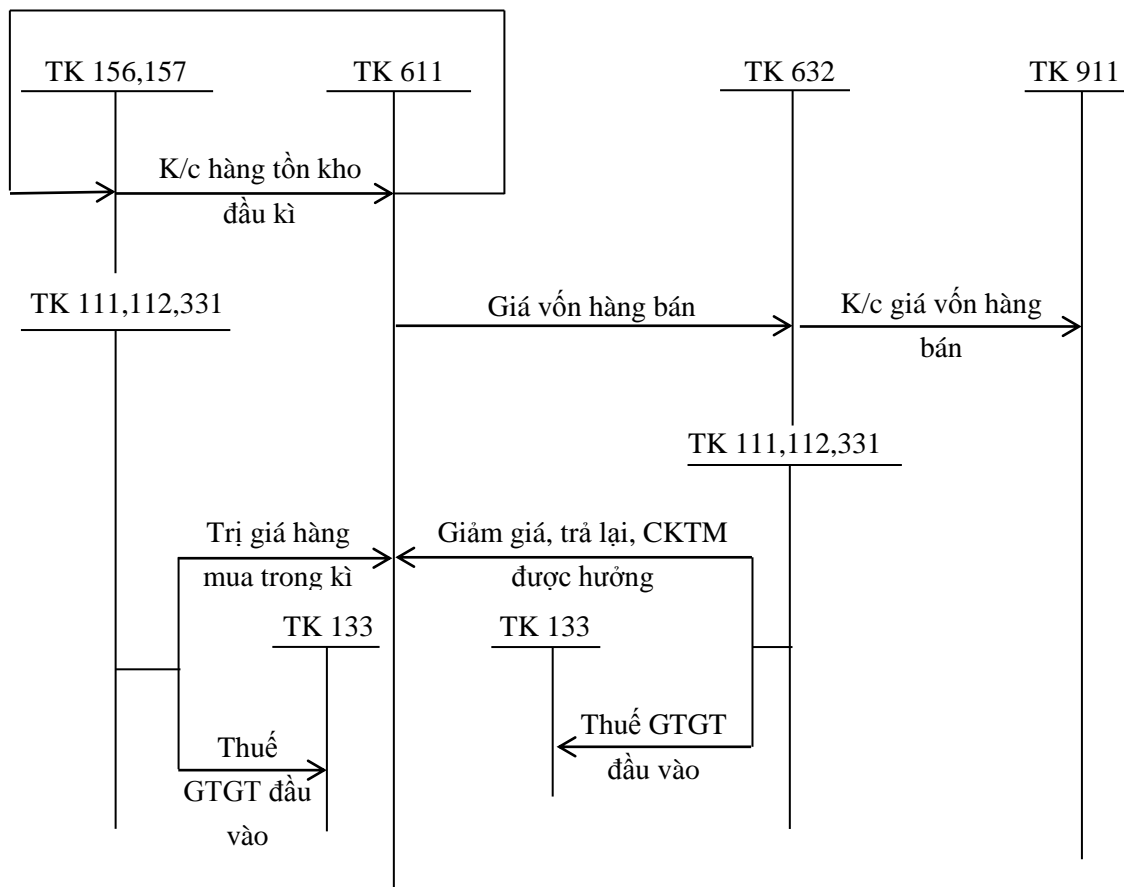 TK 156,157
TK 611
TK 632
TK 911
K/c hàng tồn kho
đầu kì
TK 111,112,331
Giá vốn hàng bán
K/c giá vốn hàng
bán
TK 111,112,331
Trị giá hàng
mua trong kì
Giảm giá, trả lại, CKTM
được hưởng
TK 133
TK 133
Thuế
GTGT đầu
vào
Thuế GTGT
đầu vào